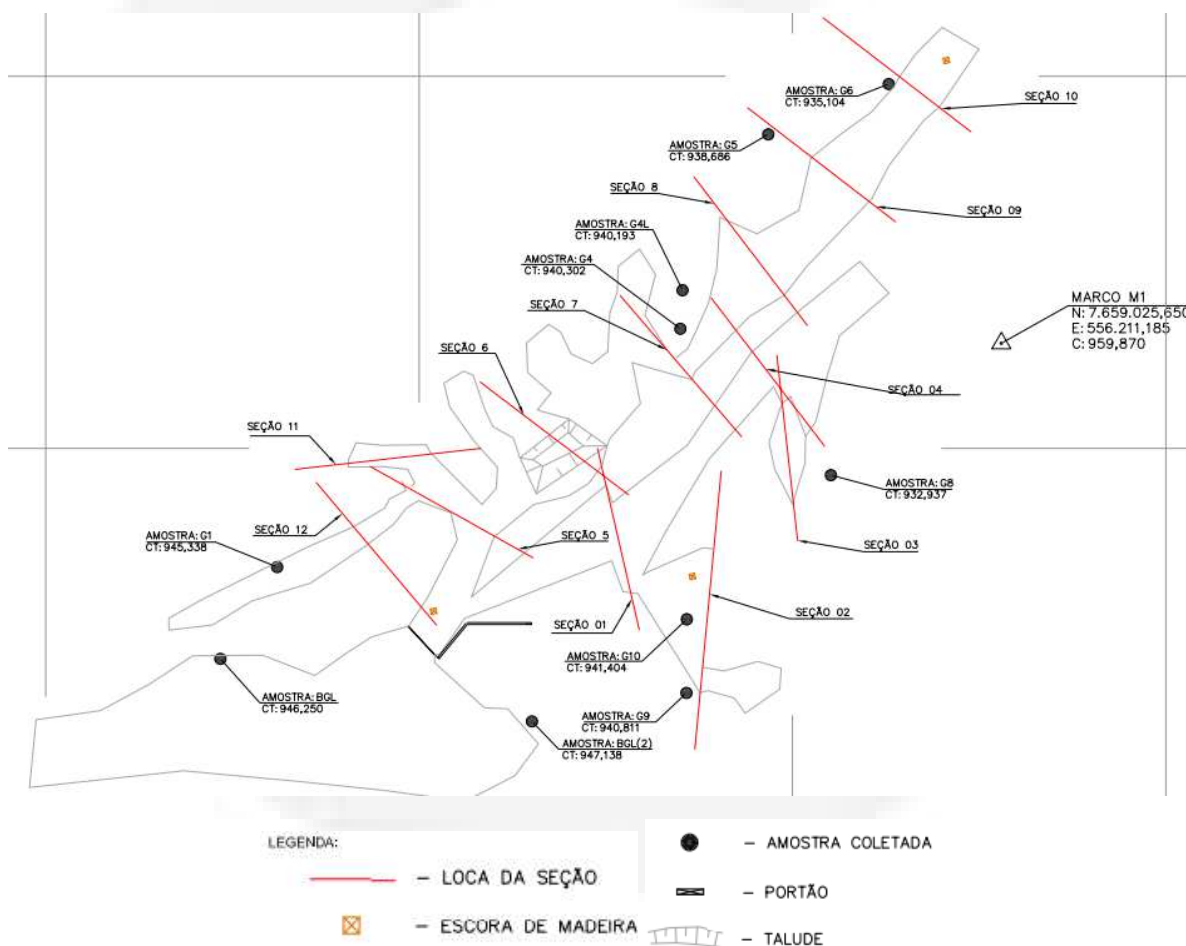 AMOSTRA: G6
CT: 935,104
SEÇÃO 10
AMOSTRA: G5
CT: 938,686
SEÇÃO 8
SEÇÃO 09
AMOSTRA: G4L
CT: 940,193
AMOSTRA: G4
CT: 940,302
SEÇÃO 7
MARCO M1
N: 7.659.025,650
E: 556.211,185
C: 959,870
SEÇÃO 6
SEÇÃO 04
SEÇÃO 11
AMOSTRA: G8
CT: 932,937
SEÇÃO 12
AMOSTRA: G1
CT: 945,338
SEÇÃO 5
SEÇÃO 03
SEÇÃO 02
SEÇÃO 01
AMOSTRA: G10
CT: 941,404
AMOSTRA: BGL
CT: 946,250
AMOSTRA: G9
CT: 940,811
AMOSTRA: BGL(2)
CT: 947,138
LEGENDA:
– LOCA DA SEÇÃO
– ESCORA DE MADEIRA
– AMOSTRA COLETADA
– PORTÃO
– TALUDE